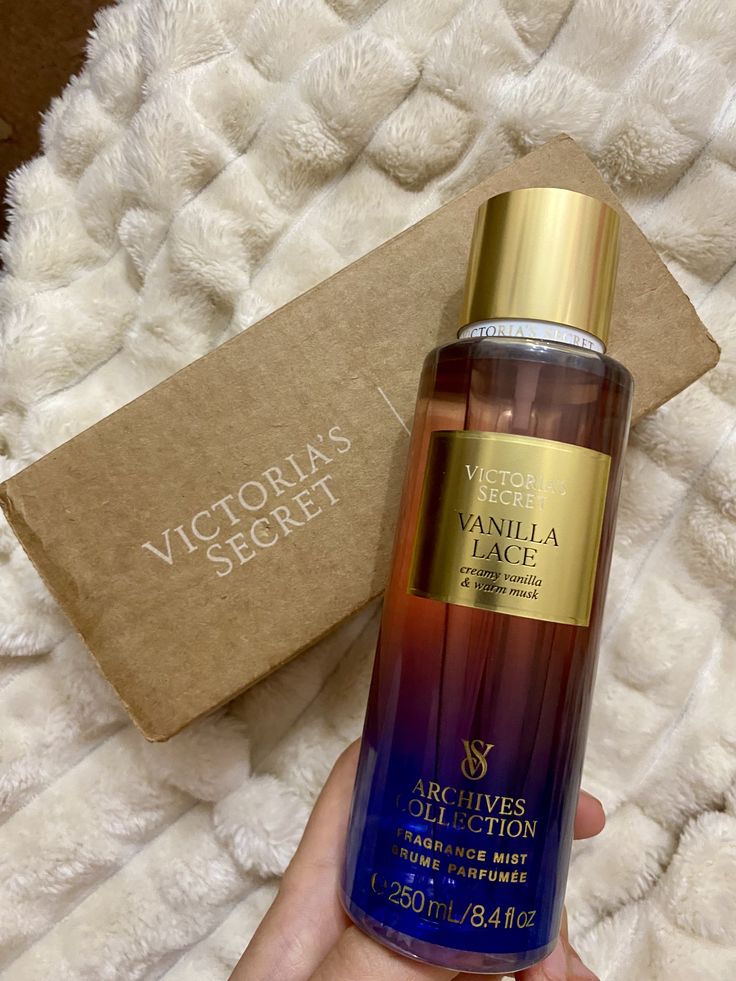 VICTORIA'S
SECRET
VICTORIA'S SECRET
VICTORIA'S
SECRET
VANILLA
LACE
creamy vanilla
& warm musk
VS
ARCHIVES
COLLECTION
FRAGRANCE MIST
BRUME PARFUMÉE
℮250 mL/8.4 fl oz